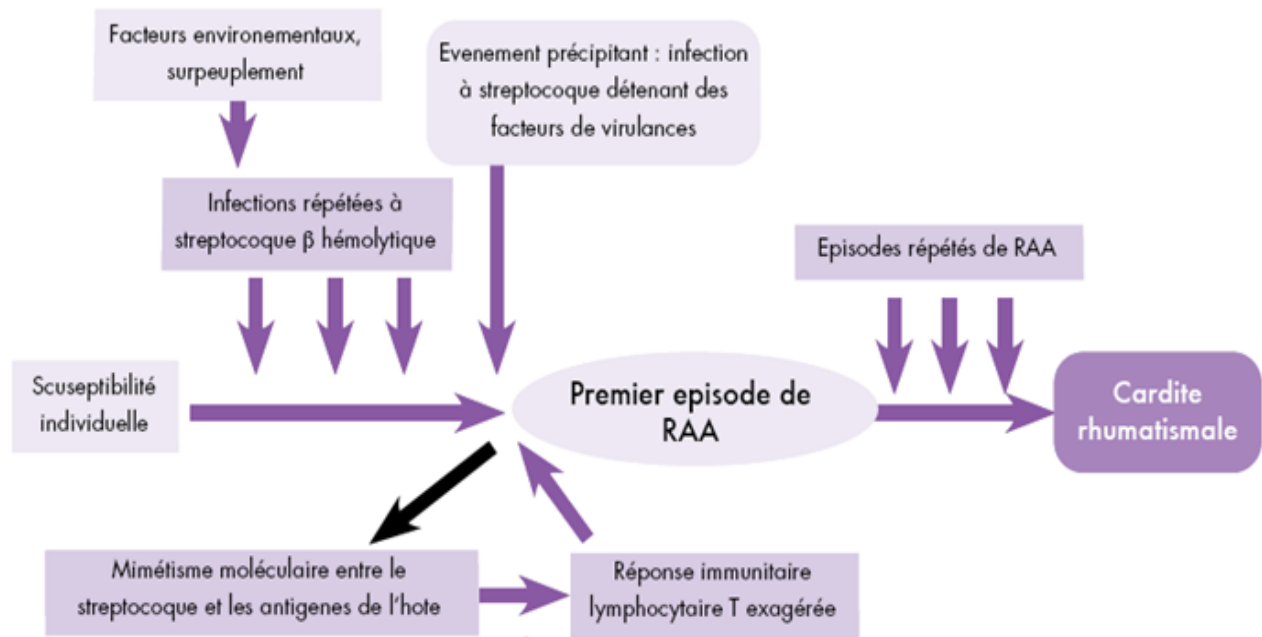 Facteurs environementaux,
surpeuplement
Evenement précipitant : infection
à streptocoque détenant des
facteurs de virulances
Infections répétées à
streptocoque β hémolytique
Episodes répétés de RAA
Scuseptibilité
individuelle
Premier episode de
RAA
Cardite
rhumatismale
Mimétisme moléculaire entre le
streptocoque et les antigenes de l'hote
Réponse immunitaire
lymphocytaire T exagérée